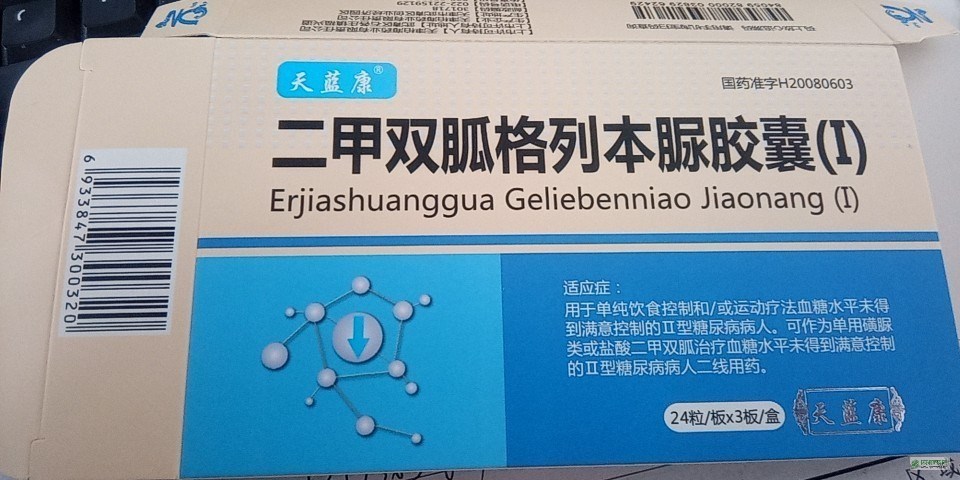 天蓝康®
国药准字H20080603
二甲双胍格列本脲胶囊(I)
Erjiashuanggua Geliebenniao Jiaonang (I)
6 933847 300320
适应症：
用于单纯饮食控制和/或运动疗法血糖水平未得
到满意控制的II型糖尿病病人。可作为单用磺脲
类或盐酸二甲双胍治疗血糖水平未得到满意控制
的II型糖尿病病人二线用药。
24粒/板x3板/盒
天蓝康